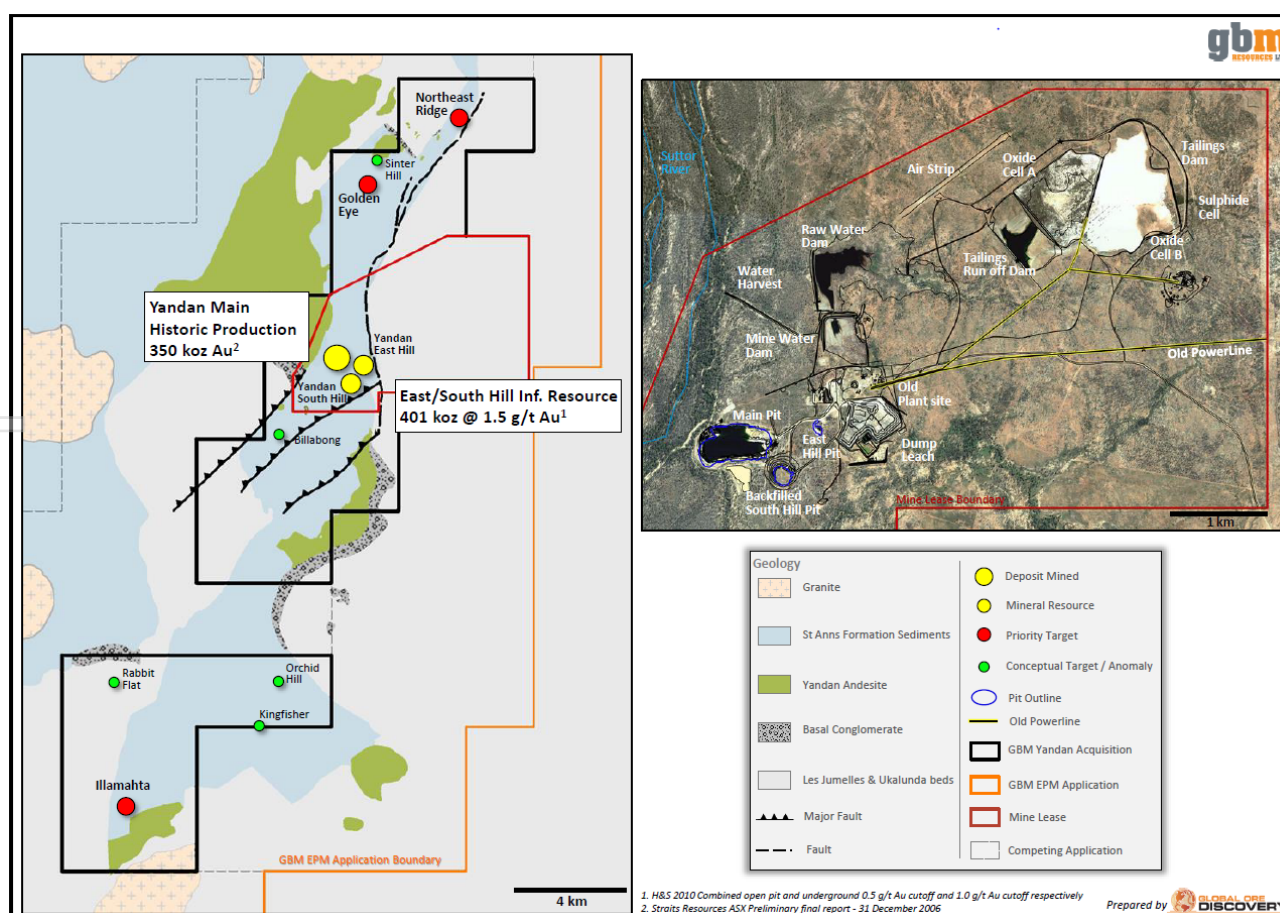 gbm
RESOURCES
Northeast
Ridge
Sinter
Hill
Golden
Eye
Yandan Main
Historic Production
350 koz Au2
Yandan
East Hill
Yandan
South Hill
East/South Hill Inf. Resource
401 koz @ 1.5 g/t Au1
Billabong
Rabbit
Flat
Orchid
Hill
Kingfisher
Illamahta
GBM EPM Application Boundary
4 km
Suttor
River
Air Strip
Oxide
Cell A
Tailings
Dam
Sulphide
Cell
Oxide
Cell B
Raw Water
Dam
Tailings
Run off Dam
Water
Harvest
Mine Water
Dam
Old PowerLine
Old
Plant site
Main Pit
East
Hill Pit
Dump
Leach
Backfilled
South Hill Pit
Mine Lease Boundary
1 km
Geology
Granite
St Anns Formation Sediments
Yandan Andesite
Basal Conglomerate
Les Jumelles & Ukalunda beds
Major Fault
Fault
Deposit Mined
Mineral Resource
Priority Target
Conceptual Target / Anomaly
Pit Outline
Old Powerline
GBM Yandan Acquisition
GBM EPM Application
Mine Lease
Competing Application
1. H&S 2010 Combined open pit and underground 0.5 g/t Au cutoff and 1.0 g/t Au cutoff respectively
2. Straits Resources ASX Preliminary final report - 31 December 2006
Prepared by
GLOBAL ORE
DISCOVERY